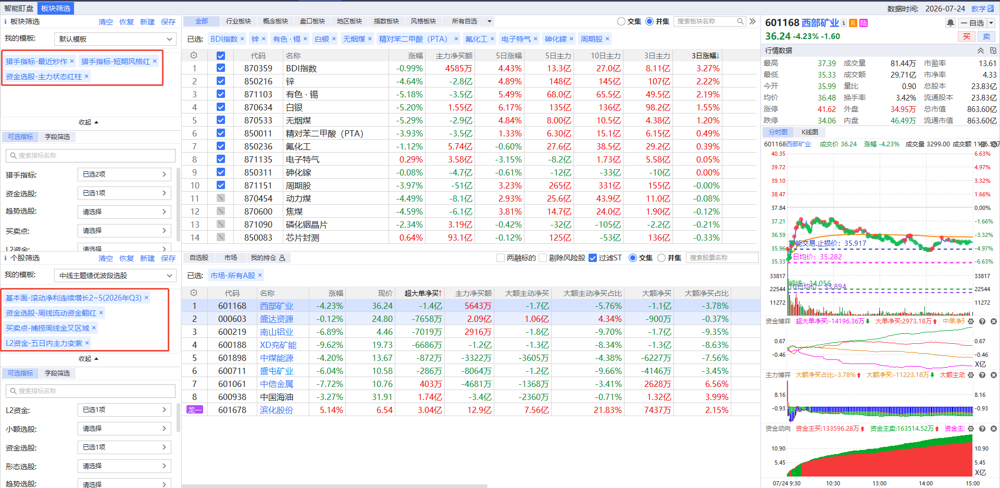 智能盯盘 板块筛选 数据时间: 2026-07-24 教学
板块筛选 清空 恢复 新建 保存
我的模板: 默认模板
猎手指标-最近炒作 × 猎手指标-短期风格红 ×
资金选股-主力状态红柱 ×
收起
可选指标 字段筛选
搜索指标名称
猎手指标: 已选2项
资金选股: 已选1项
趋势选股: 请选择
买卖点: 请选择
L2资金: 请选择
个股筛选 清空 恢复 新建 保存
我的模板: 中线主题绩优波段选股
基本面-滚动净利连续增长2~5(2026年Q3) ×
资金选股-周线流动资金翻红 ×
买卖点-捕捞周线金叉区域 ×
L2资金-五日内主力变紫 ×
收起
可选指标 字段筛选
搜索指标名称
L2资金: 已选1项
小额选股: 请选择
资金选股: 已选1项
形态选股: 请选择
趋势选股: 请选择
全部 行业板块 概念板块 盘口板块 地区板块 指数板块 风格板块 所有自选 交集 并集 搜索板块名称
已选: BDI指数 × 锌 × 有色·锡 × 白银 × 无烟煤 × 精对苯二甲酸（PTA） × 氟化工 × 电子特气 × 砷化镓 × 周期股 ×
代码 名称 涨幅 主力净买额 5日涨幅 5日主力 10日主力 3日主力 3日涨幅↓
1 870359 BDI指数 -0.99% 4585万 4.43% 13.3亿 27.0亿 8.11亿 3.27%
2 850216 锌 -4.64% -2.8亿 4.89% 148亿 145亿 107亿 2.22%
3 871103 有色·锡 -5.18% -3.5亿 5.49% 68.0亿 65.5亿 49.5亿 2.19%
4 870634 白银 -5.20% 1.55亿 6.17% 135亿 136亿 98.2亿 1.55%
5 870533 无烟煤 -5.29% -2.9亿 4.84% 8.00亿 10.5亿 4.38亿 1.20%
6 850011 精对苯二甲酸（PTA） -3.93% -3.5亿 1.33% 6.30亿 15.1亿 6.15亿 0.49%
7 850236 氟化工 -1.12% 5.74亿 -0.60% 27.6亿 38.5亿 29.2亿 0.39%
8 871135 电子特气 0.29% 3.58亿 -3.15% -8.2亿 1.73亿 5.58亿 0.05%
9 850311 砷化镓 -0.08% -4.7亿 -0.61% -12亿 -33亿 -10亿 0.00%
10 871151 周期股 -3.97% -51亿 3.23% 265亿 331亿 155亿 -0.00%
11 870454 动力煤 -4.49% -8.1亿 2.93% 25.6亿 43.9亿 11.0亿 -0.08%
12 870600 焦煤 -4.59% -6.1亿 3.81% 14.7亿 24.0亿 1.90亿 -0.12%
13 871090 磷化铟晶片 -2.34% 3.19亿 -0.42% -32亿 -105亿 -2.2亿 -0.21%
14 850083 芯片封测 0.64% 93.1亿 -0.12% 125亿 -53亿 136亿 -0.33%
自选股 市场 我的持仓 两融标的 剔除风险股 过滤ST 交集 并集 搜索股票名称
已选: 市场-所有A股 ×
代码 名称 涨幅 现价 超大单净买↑ 主力净买额 大额主动净买 大额主动净买占比 大额净买 大额净买占比
1 601168 西部矿业 -4.23% 36.24 -1.4亿 5643万 -1.7亿 -5.76% -1.1亿 -3.78%
2 000603 盛达资源 -0.12% 24.80 -7658万 2.09亿 1.06亿 4.34% -900万 -0.37%
3 600219 南山铝业 -6.89% 4.46 -7019万 2916万 -1.8亿 -9.70% -1.7亿 -9.35%
4 600188 XD兖矿能 -9.62% 19.73 -6686万 -1.2亿 -1.3亿 -8.34% -1.3亿 -8.63%
5 601898 中煤能源 -4.20% 13.67 -872万 -3322万 -3605万 -4.38% -6227万 -7.56%
6 600711 盛屯矿业 -6.04% 10.58 -286万 -8064万 -1.2亿 -9.66% -4146万 -3.45%
7 601061 中信金属 -7.72% 10.76 403万 -4681万 -1368万 -3.41% 2628万 6.56%
8 600938 中国海油 -3.27% 31.91 1.74亿 -3.4亿 -2360万 -0.71% 1.32亿 3.99%
龙一 601678 滨化股份 5.14% 6.54 3.04亿 12.9亿 7.56亿 21.83% 7437万 2.15%
601168 西部矿业 i R 陆 自选
36.24 -4.23% -1.60 买 卖
行情数据
最高 37.39 成交量 81.44万 市盈率 13.61
最低 35.33 成交额 29.71亿 市净率 4.33
今开 35.99 量比 0.90 总股本 23.83亿
均价 36.48 换手率 3.42% 流通股本 23.83亿
涨停 41.62 外盘 34.95万 总市值 863.60亿
跌停 34.06 内盘 46.49万 流通市值 863.60亿
分时图 K线图
601168西部矿业 成交价 36.24 涨幅 -4.23% 成交量 3299.00 成交额
40.35 6.63%
39.72 4.97%
39.10 3.32%
38.47 1.66%
37.84 0.00%
37.21 -1.66%
36.59 -3.32%
智能交易.止损价: 35.917
35.96 -4.97%
日均价: 35.282
35.33 -6.63%
33817 33817
熊线: 34.056
日均价: 33.894
22544 22544
11272 11272
资金博弈 超大单净买:-14196.36万 大单净买:2973.18万 中单净
0.67 0.67
-0.46 -0.46
X亿
主力博弈 大额净买占比:-3.78% 大额净买:-11223.18万 大额主动
8.16 8.16
-0.93 -0.93
资金动向 资金主买:133596.28万 资金主卖:163514.52万 资金主
10.90 10.90
5.45 5.45
X亿
07/24 9:30 10:30 13:00 14:00 15:00